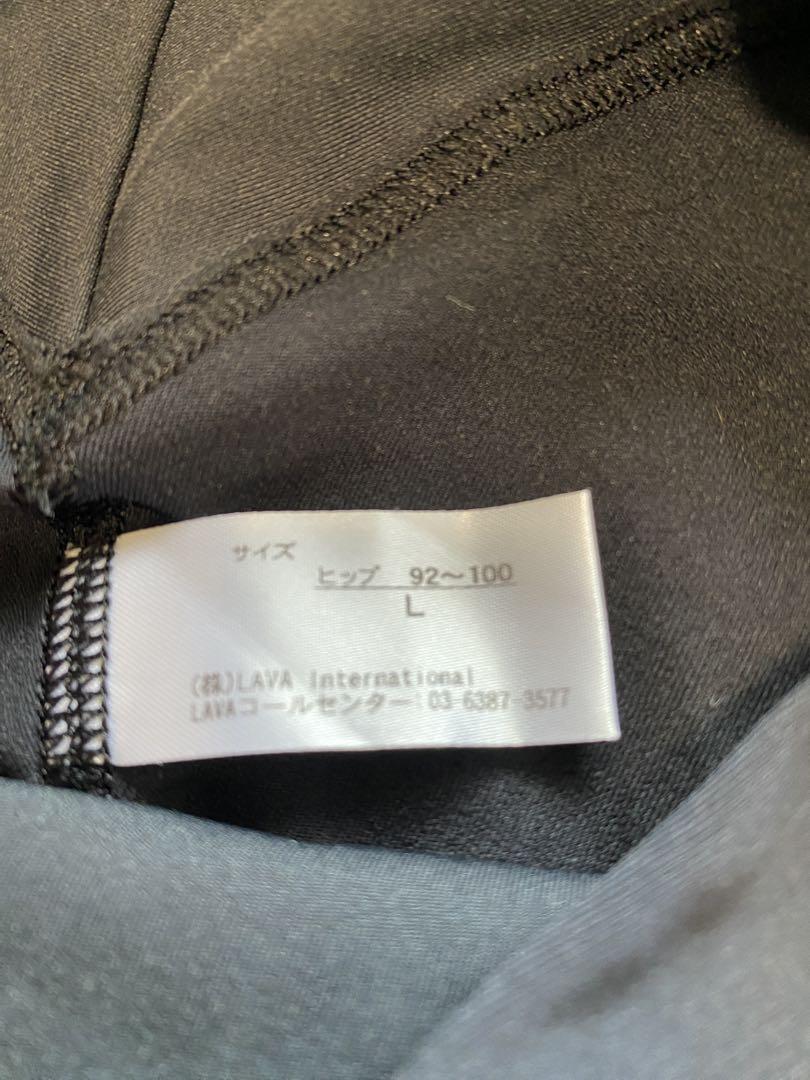 サイズ
ヒップ 92〜100
L
(株)LAVA International
LAVAコールセンター:03-6387-3577